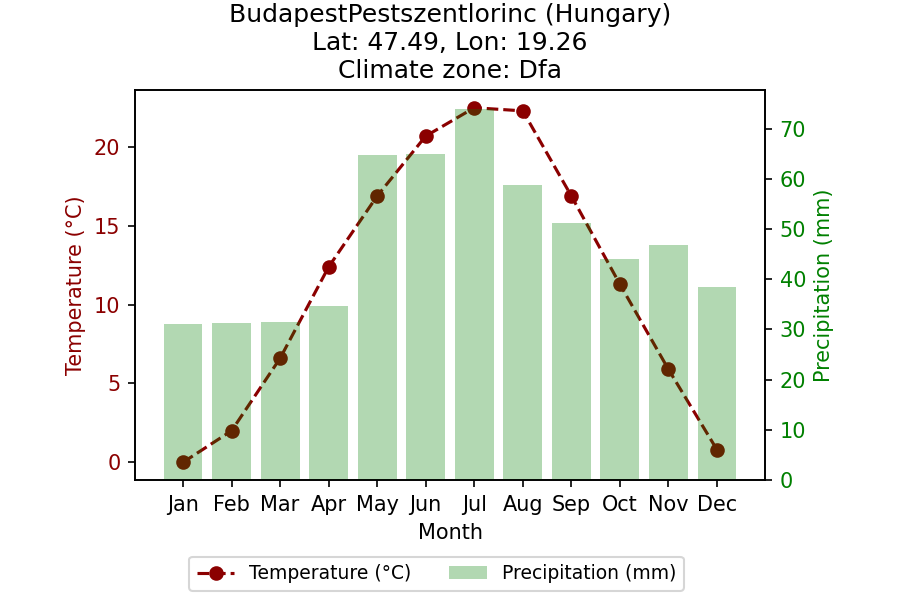 BudapestPestszentlorinc (Hungary)
Lat: 47.49, Lon: 19.26
Climate zone: Dfa
Temperature (°C)
20
15
10
5
0
70
60
50
40
30
20
10
0
Precipitation (mm)
Jan Feb Mar Apr May Jun Jul Aug Sep Oct Nov Dec
Month
Temperature (°C) Precipitation (mm)